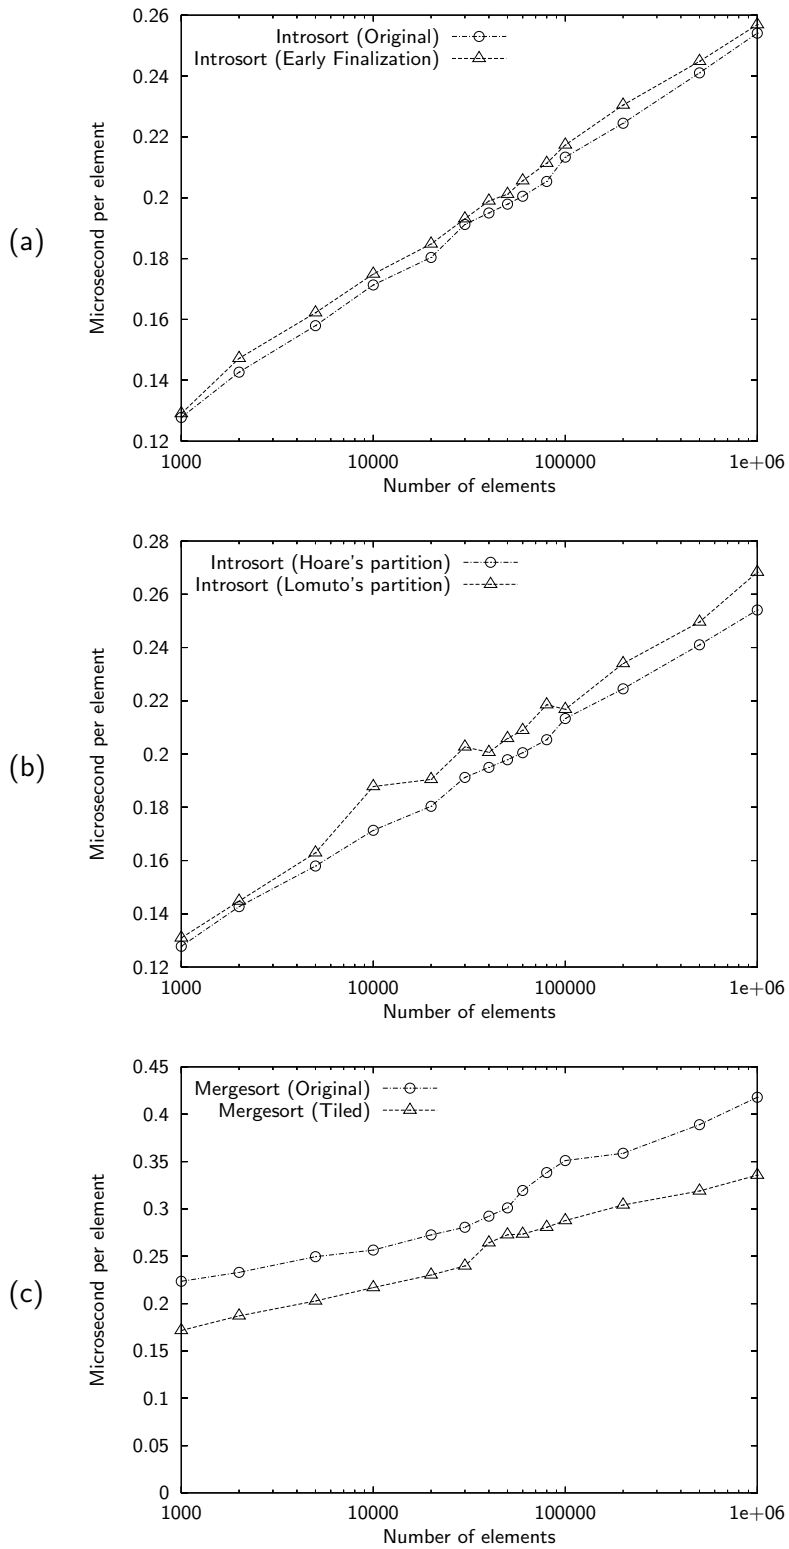 (a)
Microsecond per element
0.26
0.24
0.22
0.2
0.18
0.16
0.14
0.12
Introsort (Original)
Introsort (Early Finalization)
1000 10000 100000 1e+06
Number of elements
(b)
Microsecond per element
0.28
0.26
0.24
0.22
0.2
0.18
0.16
0.14
0.12
Introsort (Hoare's partition)
Introsort (Lomuto's partition)
1000 10000 100000 1e+06
Number of elements
(c)
Microsecond per element
0.45
0.4
0.35
0.3
0.25
0.2
0.15
0.1
0.05
0
Mergesort (Original)
Mergesort (Tiled)
1000 10000 100000 1e+06
Number of elements